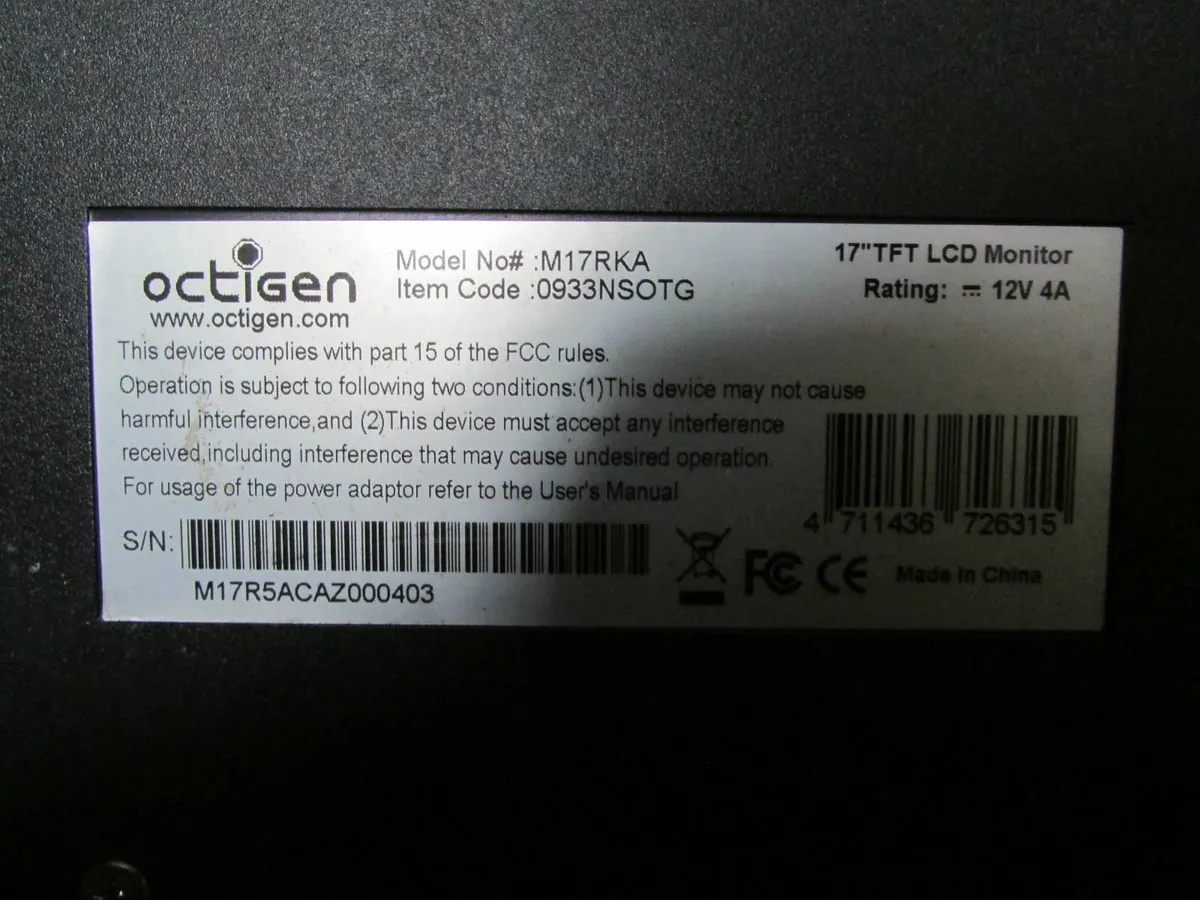 octigen
www.octigen.com
Model No# :M17RKA
Item Code :0933NSOTG
17"TFT LCD Monitor
Rating: ⎓ 12V 4A
This device complies with part 15 of the FCC rules.
Operation is subject to following two conditions:(1)This device may not cause
harmful interference,and (2)This device must accept any interference
received,including interference that may cause undesired operation.
For usage of the power adaptor refer to the User's Manual
4 711436 726315
S/N:
M17R5ACAZ000403
FC CE Made In China